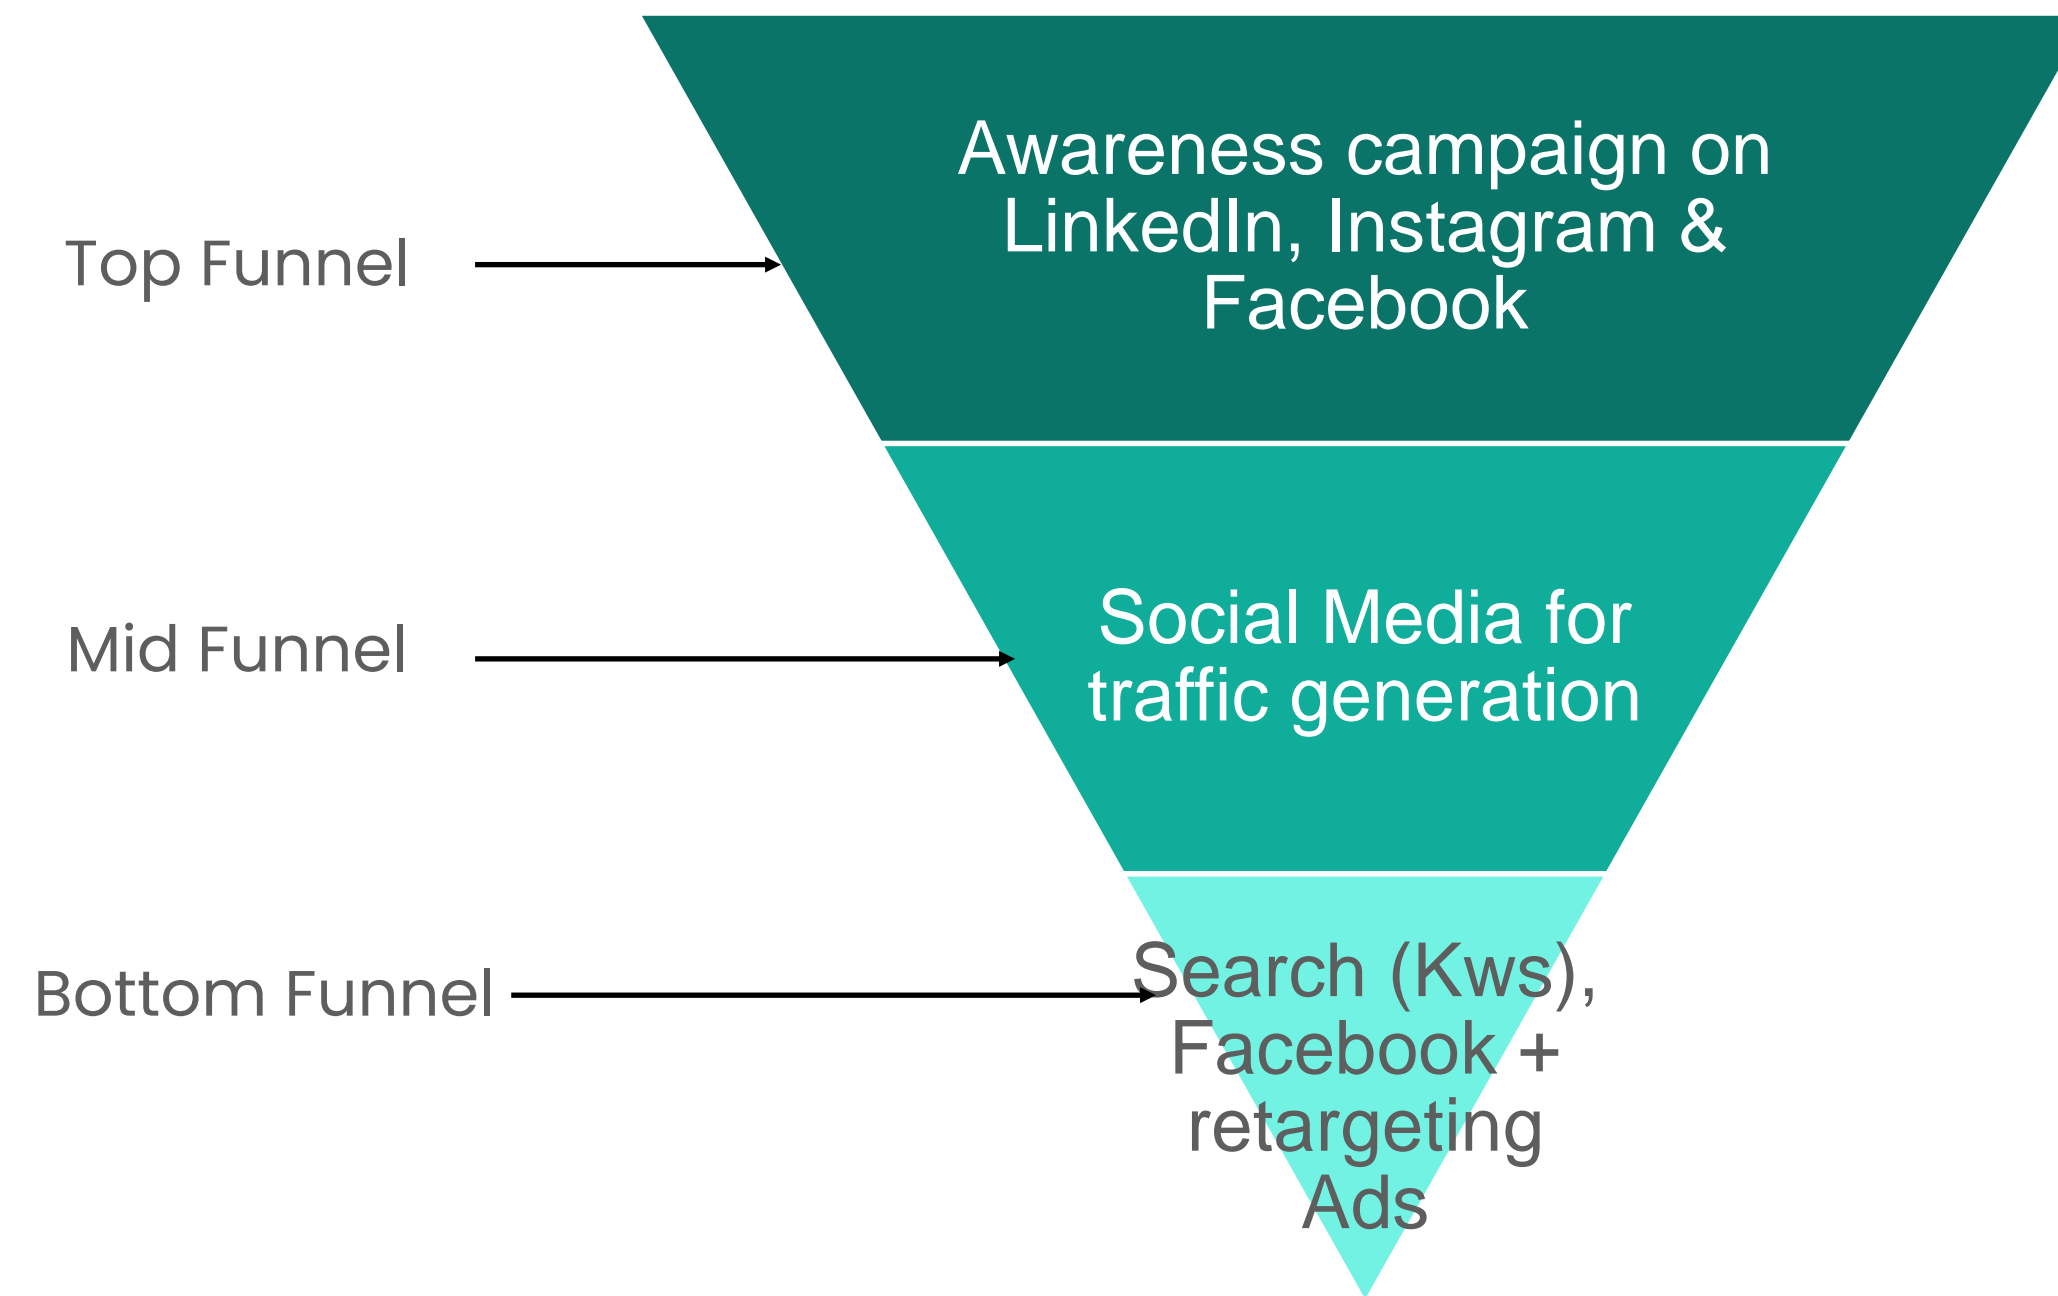 Top Funnel
Awareness campaign on
LinkedIn, Instagram &
Facebook
Mid Funnel
Social Media for
traffic generation
Bottom Funnel
Search (Kws),
Facebook +
retargeting
Ads